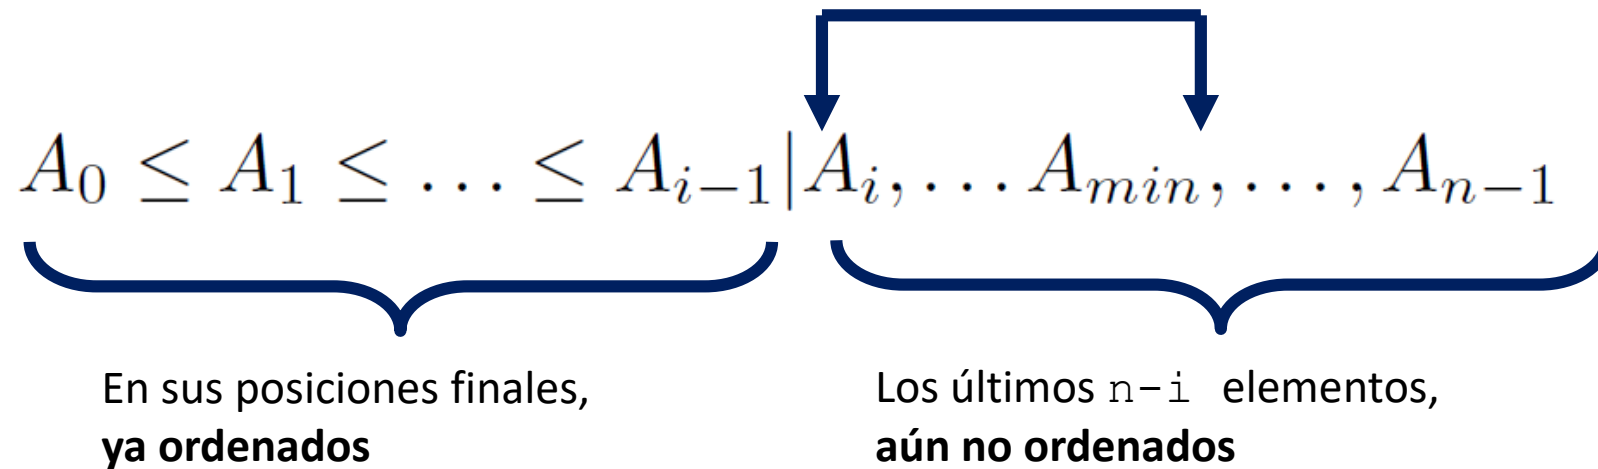 A₀ ≤ A₁ ≤ … ≤ Aᵢ₋₁|Aᵢ, … A_min, … , Aₙ₋₁
En sus posiciones finales,
ya ordenados
Los últimos n-i elementos,
aún no ordenados